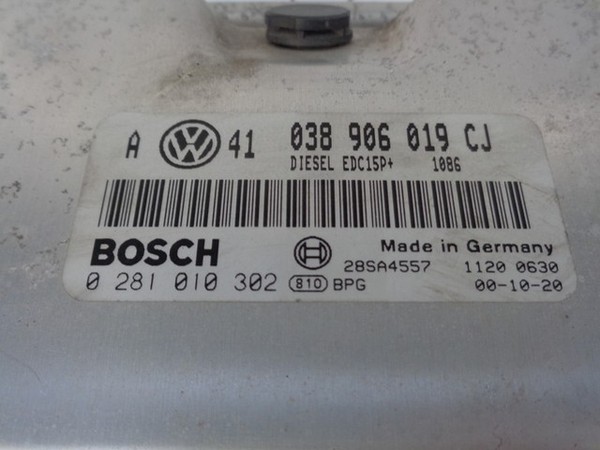 A VW 41 038 906 019 CJ
DIESEL EDC15P+ 1086
BOSCH Made in Germany
28SA4557 1120 0630
0 281 010 302 810 BPG 00-10-20